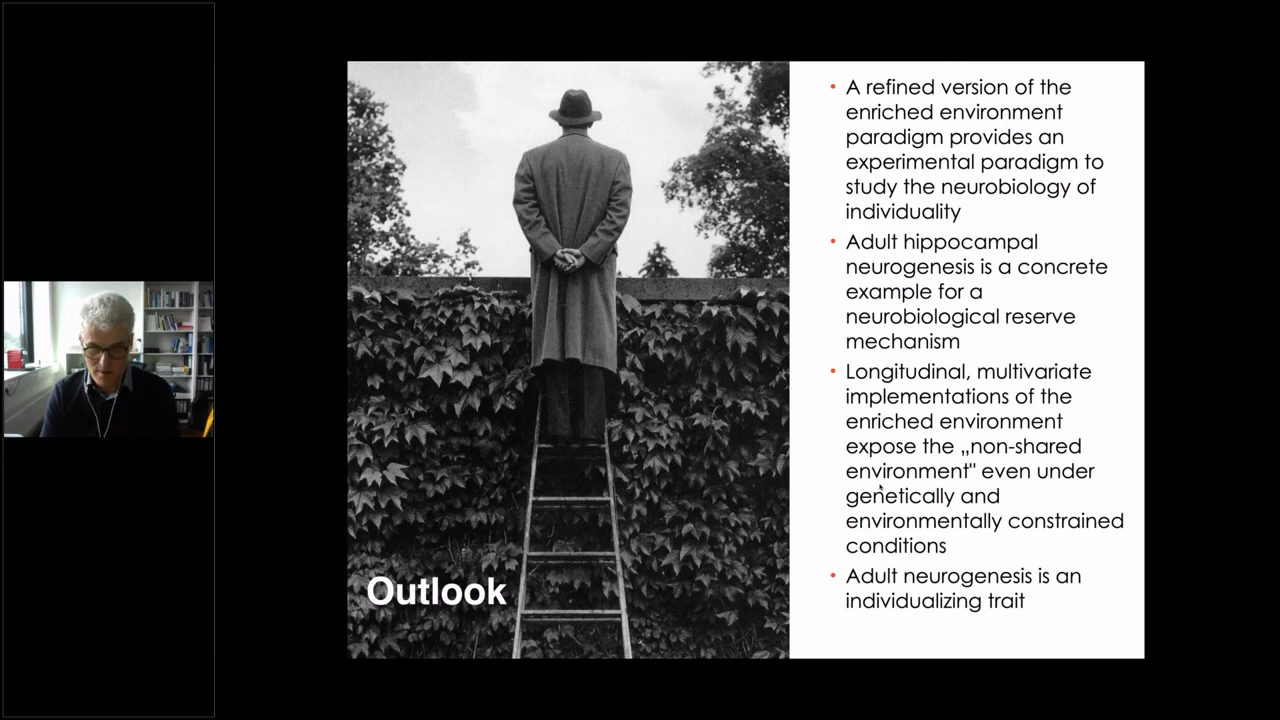 Outlook
• A refined version of the
enriched environment
paradigm provides an
experimental paradigm to
study the neurobiology of
individuality
• Adult hippocampal
neurogenesis is a concrete
example for a
neurobiological reserve
mechanism
• Longitudinal, multivariate
implementations of the
enriched environment
expose the „non-shared
environment" even under
genetically and
environmentally constrained
conditions
• Adult neurogenesis is an
individualizing trait